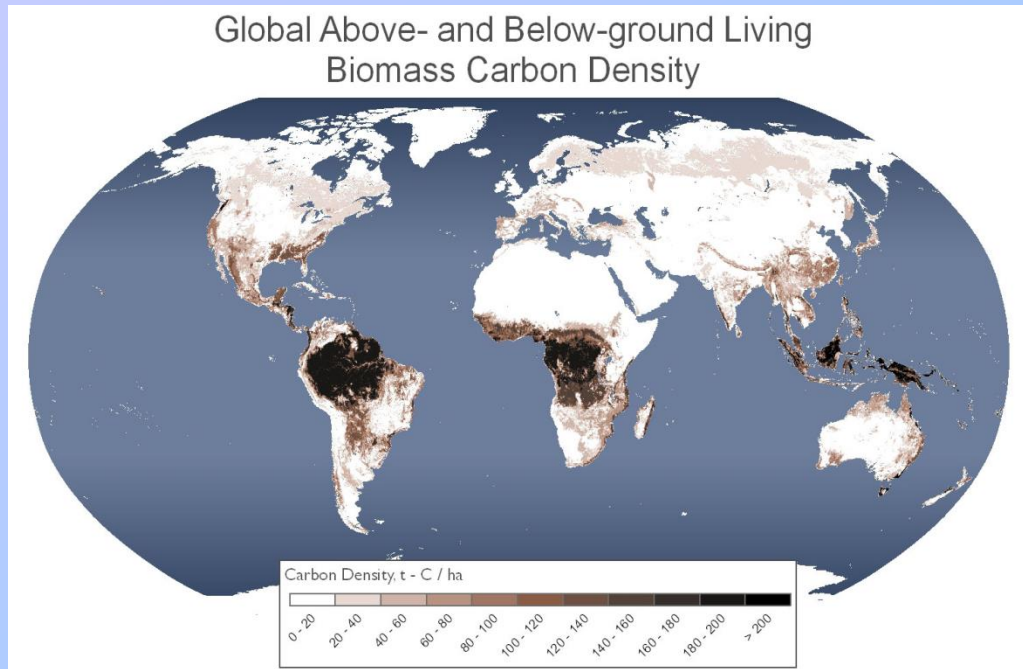 Global Above- and Below-ground Living
Biomass Carbon Density
Carbon Density, t - C / ha
0 - 20
20 - 40
40 - 60
60 - 80
80 - 100
100 - 120
120 - 140
140 - 160
160 - 180
180 - 200
> 200